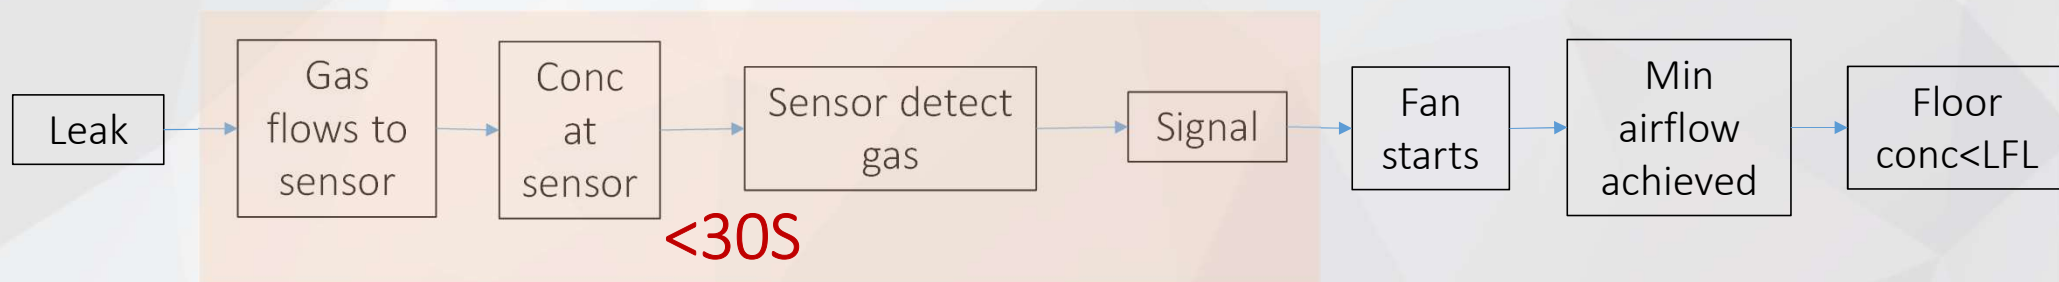 Leak
Gas
flows to
sensor
Conc
at
sensor
<30S
Sensor detect
gas
Signal
Fan
starts
Min
airflow
achieved
Floor
conc<LFL